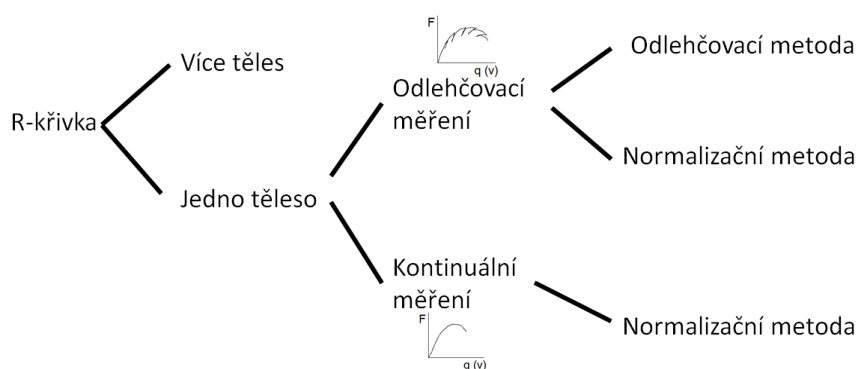 F
q (v)
Odlehčovací metoda
Více těles
Odlehčovací
měření
R-křivka
Normalizační metoda
Jedno těleso
Kontinuální
měření
F
q (v)
Normalizační metoda